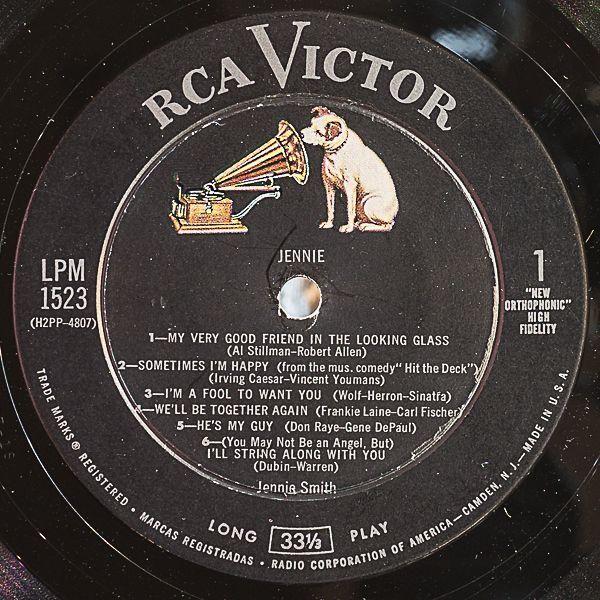 RCA VICTOR
JENNIE
LPM
1523
(H2PP-4807)
1
"NEW
ORTHOPHONIC"
HIGH
FIDELITY
1—MY VERY GOOD FRIEND IN THE LOOKING GLASS
(Al Stillman-Robert Allen)
2—SOMETIMES I'M HAPPY (from the mus. comedy "Hit the Deck")
(Irving Caesar-Vincent Youmans)
3—I'M A FOOL TO WANT YOU (Wolf-Herron-Sinatfa)
4—WE'LL BE TOGETHER AGAIN (Frankie Laine-Carl Fischer)
5—HE'S MY GUY (Don Raye-Gene DePaul)
6—(You May Not Be an Angel, But)
I'LL STRING ALONG WITH YOU
(Dubin-Warren)
Jennie Smith
LONG 33⅓ PLAY
TRADE MARKS ® REGISTERED • MARCAS REGISTRADAS • RADIO CORPORATION OF AMERICA—CAMDEN, N. J.—MADE IN U.S.A.